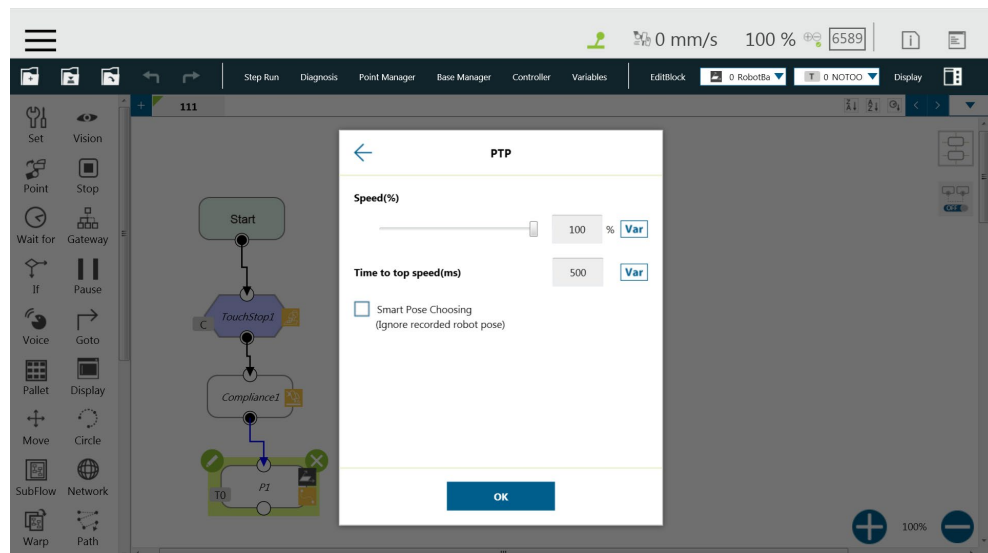 0 mm/s 100 % 6589
Step Run Diagnosis Point Manager Base Manager Controller Variables EditBlock 0 RobotBa T 0 NOTOO Display
+ 111
Set Vision
Point Stop
Wait for Gateway
If Pause
Voice Goto
Pallet Display
Move Circle
SubFlow Network
Warp Path
Start
C TouchStop1
Compliance1
T0 P1
PTP
Speed(%)
100 % Var
Time to top speed(ms) 500 Var
Smart Pose Choosing
(Ignore recorded robot pose)
OK
OFF
100%